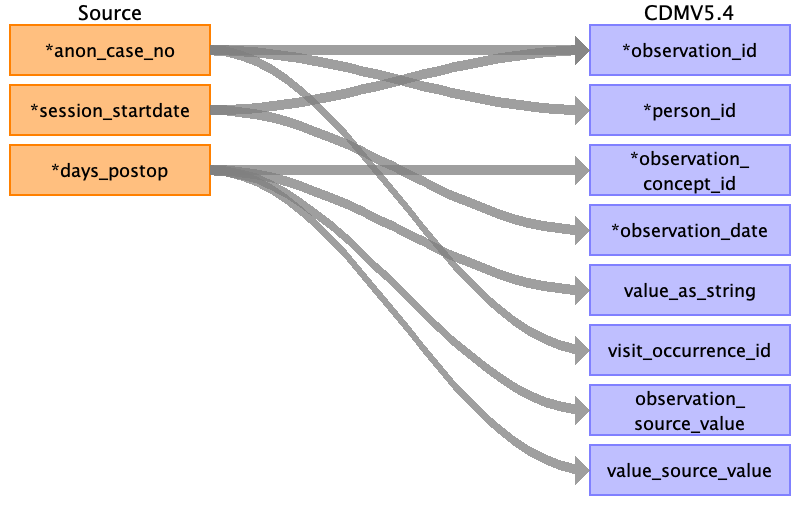 Source
CDMV5.4
*anon_case_no
*observation_id
*session_startdate
*person_id
*days_postop
*observation_
concept_id
*observation_date
value_as_string
visit_occurrence_id
observation_
source_value
value_source_value